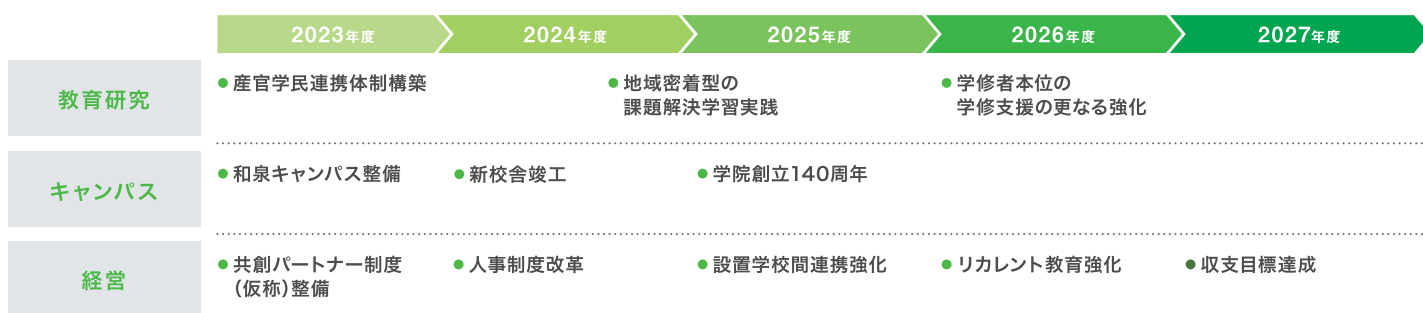 2023年度 2024年度 2025年度 2026年度 2027年度
教育研究
●産官学民連携体制構築
●地域密着型の
課題解決学習実践
●学修者本位の
学修支援の更なる強化
キャンパス
●和泉キャンパス整備
●新校舎竣工
●学院創立140周年
経営
●共創パートナー制度
（仮称）整備
●人事制度改革
●設置学校間連携強化
●リカレント教育強化
●収支目標達成